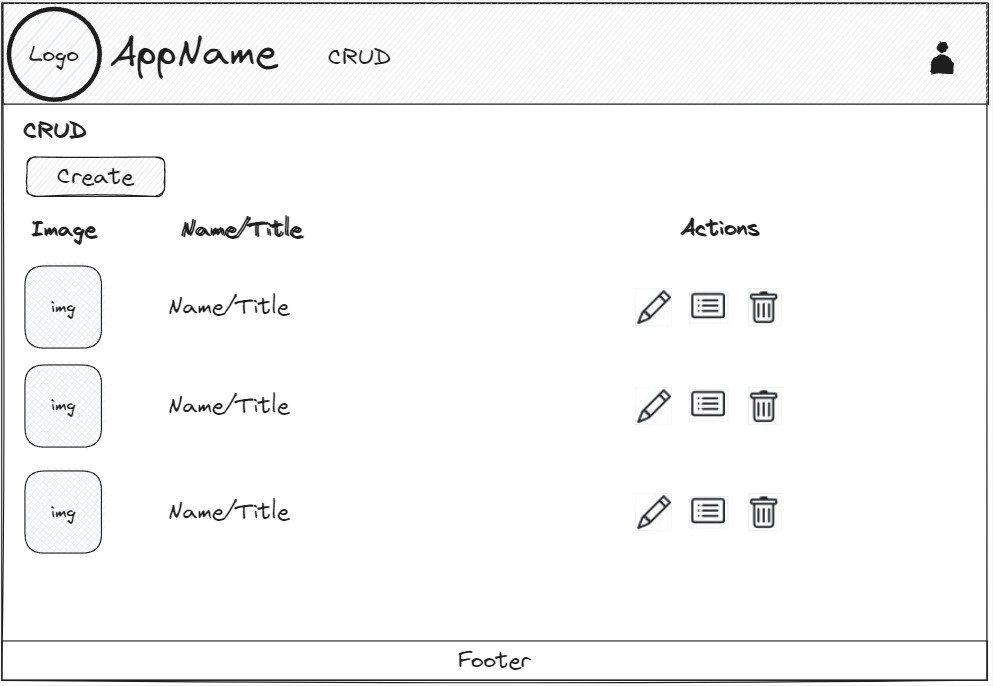 Logo AppName CRUD
CRUD
Create
Image Name/Title Actions
img Name/Title
img Name/Title
img Name/Title
Footer